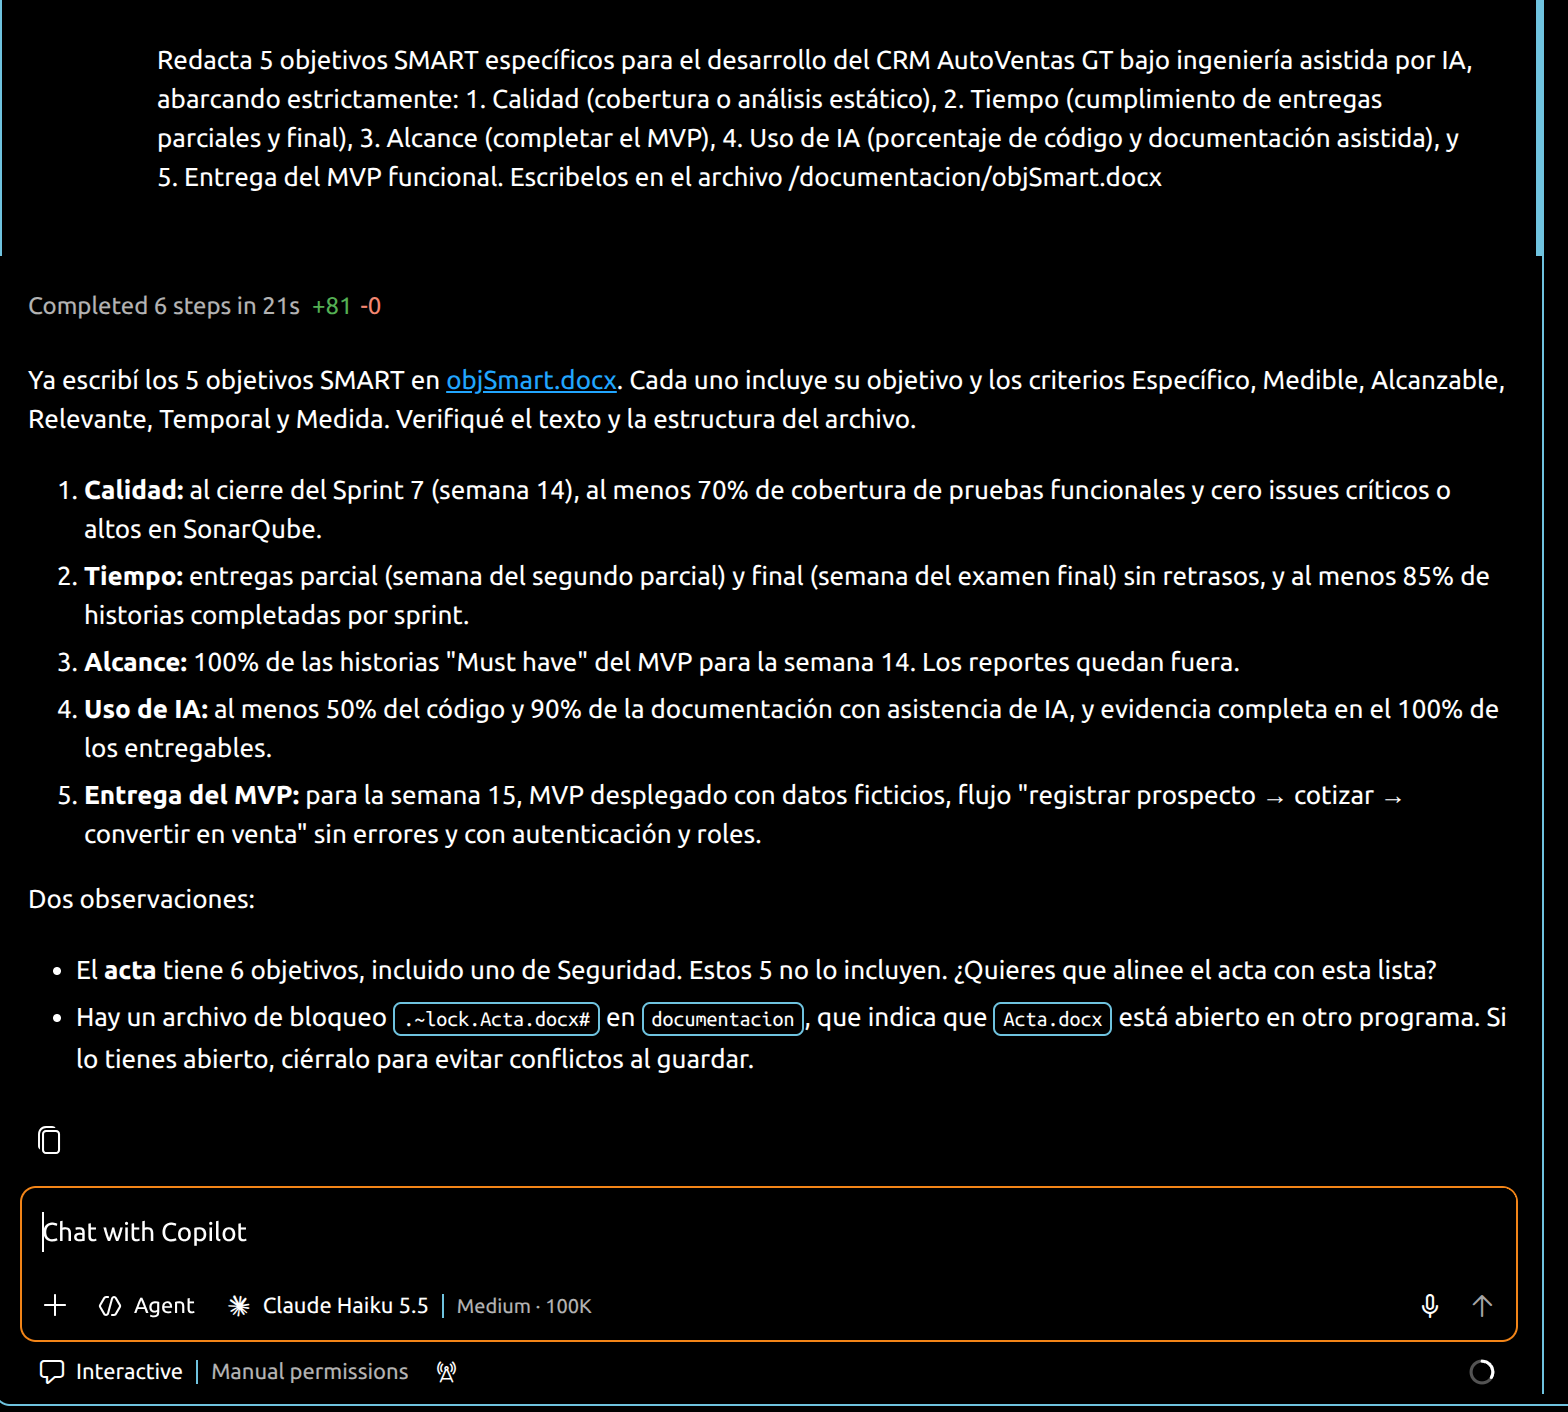 Redacta 5 objetivos SMART específicos para el desarrollo del CRM AutoVentas GT bajo ingeniería asistida por IA,
abarcando estrictamente: 1. Calidad (cobertura o análisis estático), 2. Tiempo (cumplimiento de entregas
parciales y final), 3. Alcance (completar el MVP), 4. Uso de IA (porcentaje de código y documentación asistida), y
5. Entrega del MVP funcional. Escribelos en el archivo /documentacion/objSmart.docx
Completed 6 steps in 21s +81 -0
Ya escribí los 5 objetivos SMART en objSmart.docx. Cada uno incluye su objetivo y los criterios Específico, Medible, Alcanzable,
Relevante, Temporal y Medida. Verifiqué el texto y la estructura del archivo.
1. Calidad: al cierre del Sprint 7 (semana 14), al menos 70% de cobertura de pruebas funcionales y cero issues críticos o
altos en SonarQube.
2. Tiempo: entregas parcial (semana del segundo parcial) y final (semana del examen final) sin retrasos, y al menos 85% de
historias completadas por sprint.
3. Alcance: 100% de las historias "Must have" del MVP para la semana 14. Los reportes quedan fuera.
4. Uso de IA: al menos 50% del código y 90% de la documentación con asistencia de IA, y evidencia completa en el 100% de
los entregables.
5. Entrega del MVP: para la semana 15, MVP desplegado con datos ficticios, flujo "registrar prospecto → cotizar →
convertir en venta" sin errores y con autenticación y roles.
Dos observaciones:
• El acta tiene 6 objetivos, incluido uno de Seguridad. Estos 5 no lo incluyen. ¿Quieres que alinee el acta con esta lista?
• Hay un archivo de bloqueo .~lock.Acta.docx# en documentacion, que indica que Acta.docx está abierto en otro programa. Si
lo tienes abierto, ciérralo para evitar conflictos al guardar.
Chat with Copilot
Agent Claude Haiku 5.5 | Medium · 100K
Interactive | Manual permissions